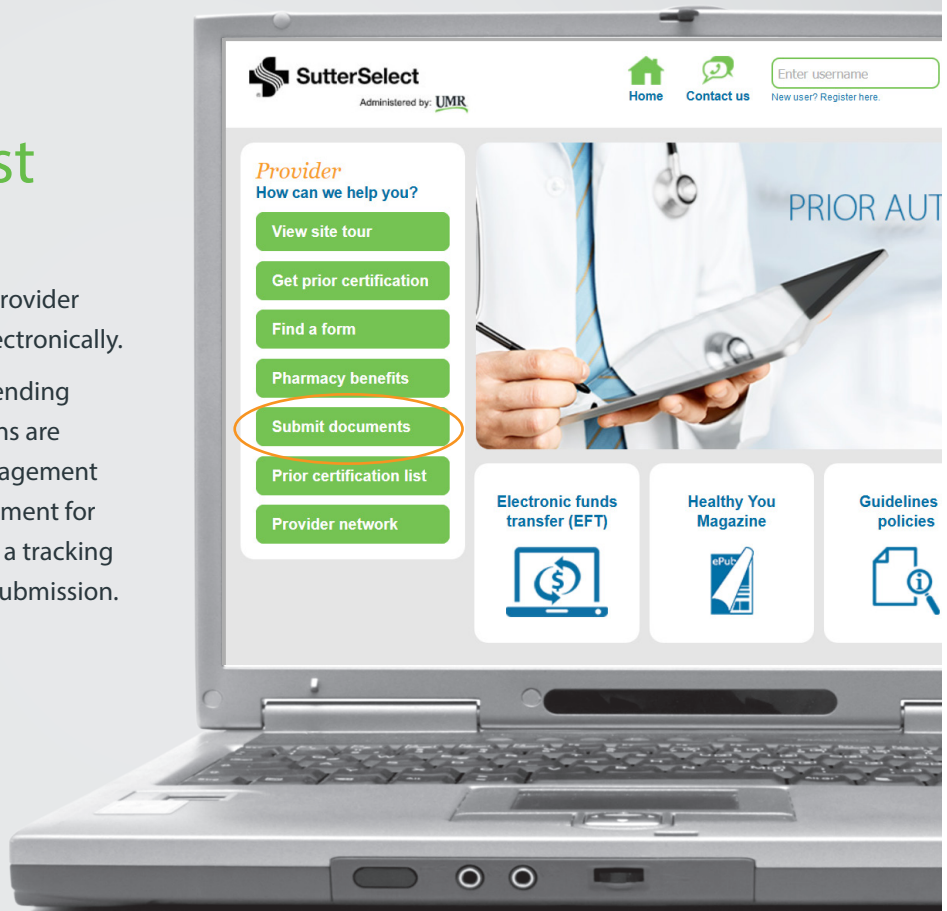 st
rovider
ectronically.
ending
ns are
agement
ment for
a tracking
ubmission.
SutterSelect
Administered by: UMR
Home
Contact us
Enter username
New user? Register here.
Provider
How can we help you?
View site tour
Get prior certification
Find a form
Pharmacy benefits
Submit documents
Prior certification list
Provider network
PRIOR AUT
Electronic funds
transfer (EFT)
Healthy You
Magazine
ePub
Guidelines
policies